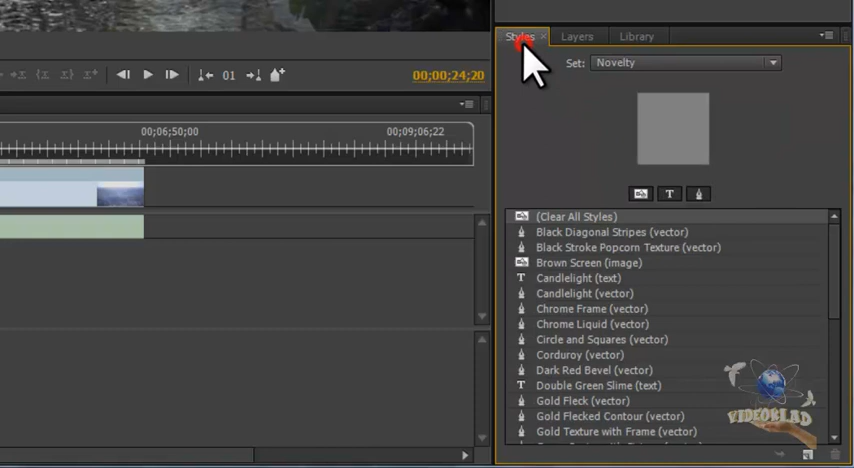 Styles × Layers Library
Set: Novelty
01
00;00;24;20
00;06;50;00 00;09;06;22
T
(Clear All Styles)
Black Diagonal Stripes (vector)
Black Stroke Popcorn Texture (vector)
Brown Screen (image)
T Candlelight (text)
Candlelight (vector)
Chrome Frame (vector)
Chrome Liquid (vector)
Circle and Squares (vector)
Corduroy (vector)
Dark Red Bevel (vector)
T Double Green Slime (text)
Gold Fleck (vector)
Gold Flecked Contour (vector)
Gold Texture with Frame (vector)
VIDEOKLAD